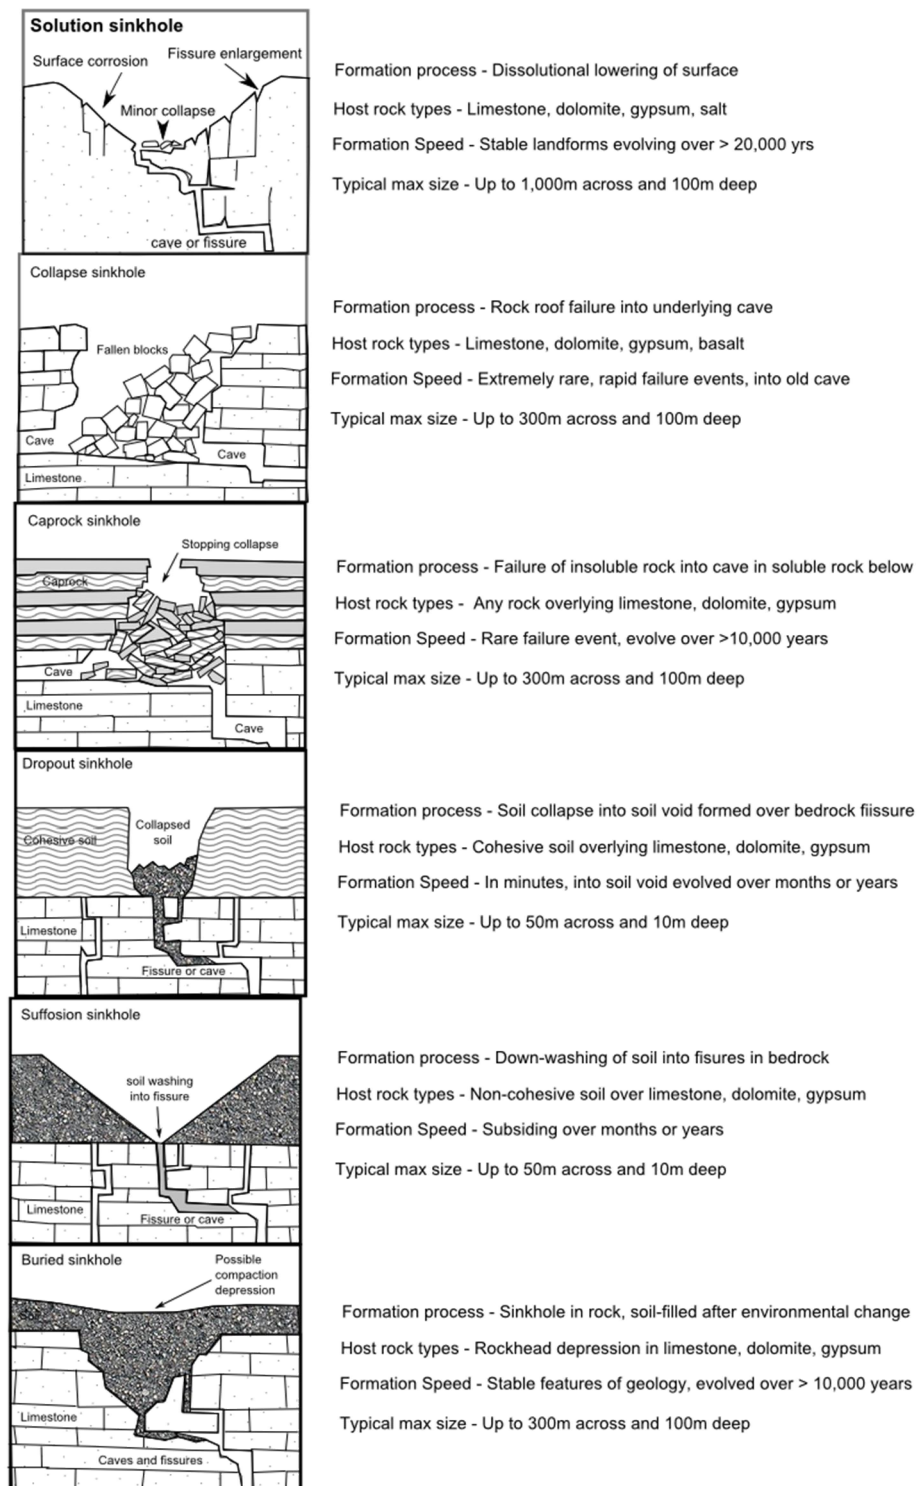 Solution sinkhole
Surface corrosion
Fissure enlargement
Minor collapse
cave or fissure
Formation process - Dissolutional lowering of surface
Host rock types - Limestone, dolomite, gypsum, salt
Formation Speed - Stable landforms evolving over > 20,000 yrs
Typical max size - Up to 1,000m across and 100m deep
Collapse sinkhole
Fallen blocks
Cave
Cave
Limestone
Formation process - Rock roof failure into underlying cave
Host rock types - Limestone, dolomite, gypsum, basalt
Formation Speed - Extremely rare, rapid failure events, into old cave
Typical max size - Up to 300m across and 100m deep
Caprock sinkhole
Stopping collapse
Caprock
Cave
Limestone
Cave
Formation process - Failure of insoluble rock into cave in soluble rock below
Host rock types - Any rock overlying limestone, dolomite, gypsum
Formation Speed - Rare failure event, evolve over >10,000 years
Typical max size - Up to 300m across and 100m deep
Dropout sinkhole
Collapsed
soil
Cohesive soil
Limestone
Fissure or cave
Formation process - Soil collapse into soil void formed over bedrock fiissure
Host rock types - Cohesive soil overlying limestone, dolomite, gypsum
Formation Speed - In minutes, into soil void evolved over months or years
Typical max size - Up to 50m across and 10m deep
Suffosion sinkhole
soil washing
into fissure
Limestone
Fissure or cave
Formation process - Down-washing of soil into fisures in bedrock
Host rock types - Non-cohesive soil over limestone, dolomite, gypsum
Formation Speed - Subsiding over months or years
Typical max size - Up to 50m across and 10m deep
Buried sinkhole
Possible
compaction
depression
Limestone
Caves and fissures
Formation process - Sinkhole in rock, soil-filled after environmental change
Host rock types - Rockhead depression in limestone, dolomite, gypsum
Formation Speed - Stable features of geology, evolved over > 10,000 years
Typical max size - Up to 300m across and 100m deep